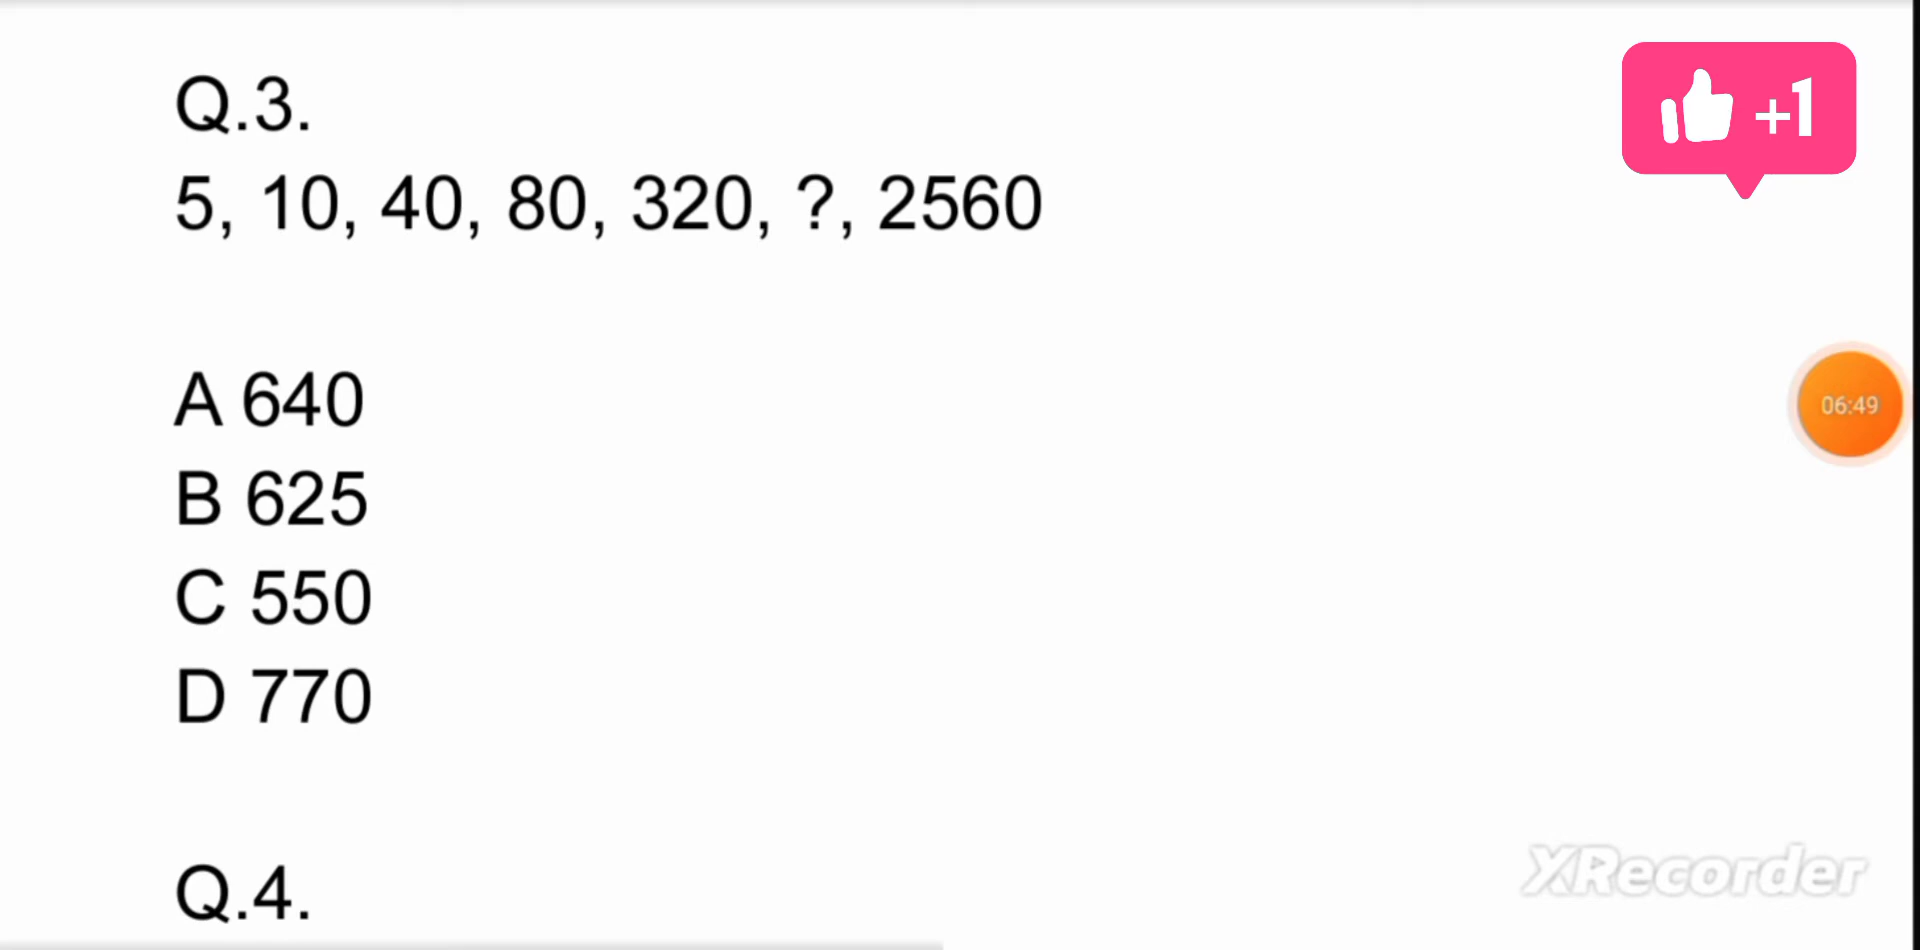 Q.3.
+1
5, 10, 40, 80, 320, ?, 2560
A 640
06:49
B 625
C 550
D 770
XRecorder
Q.4.